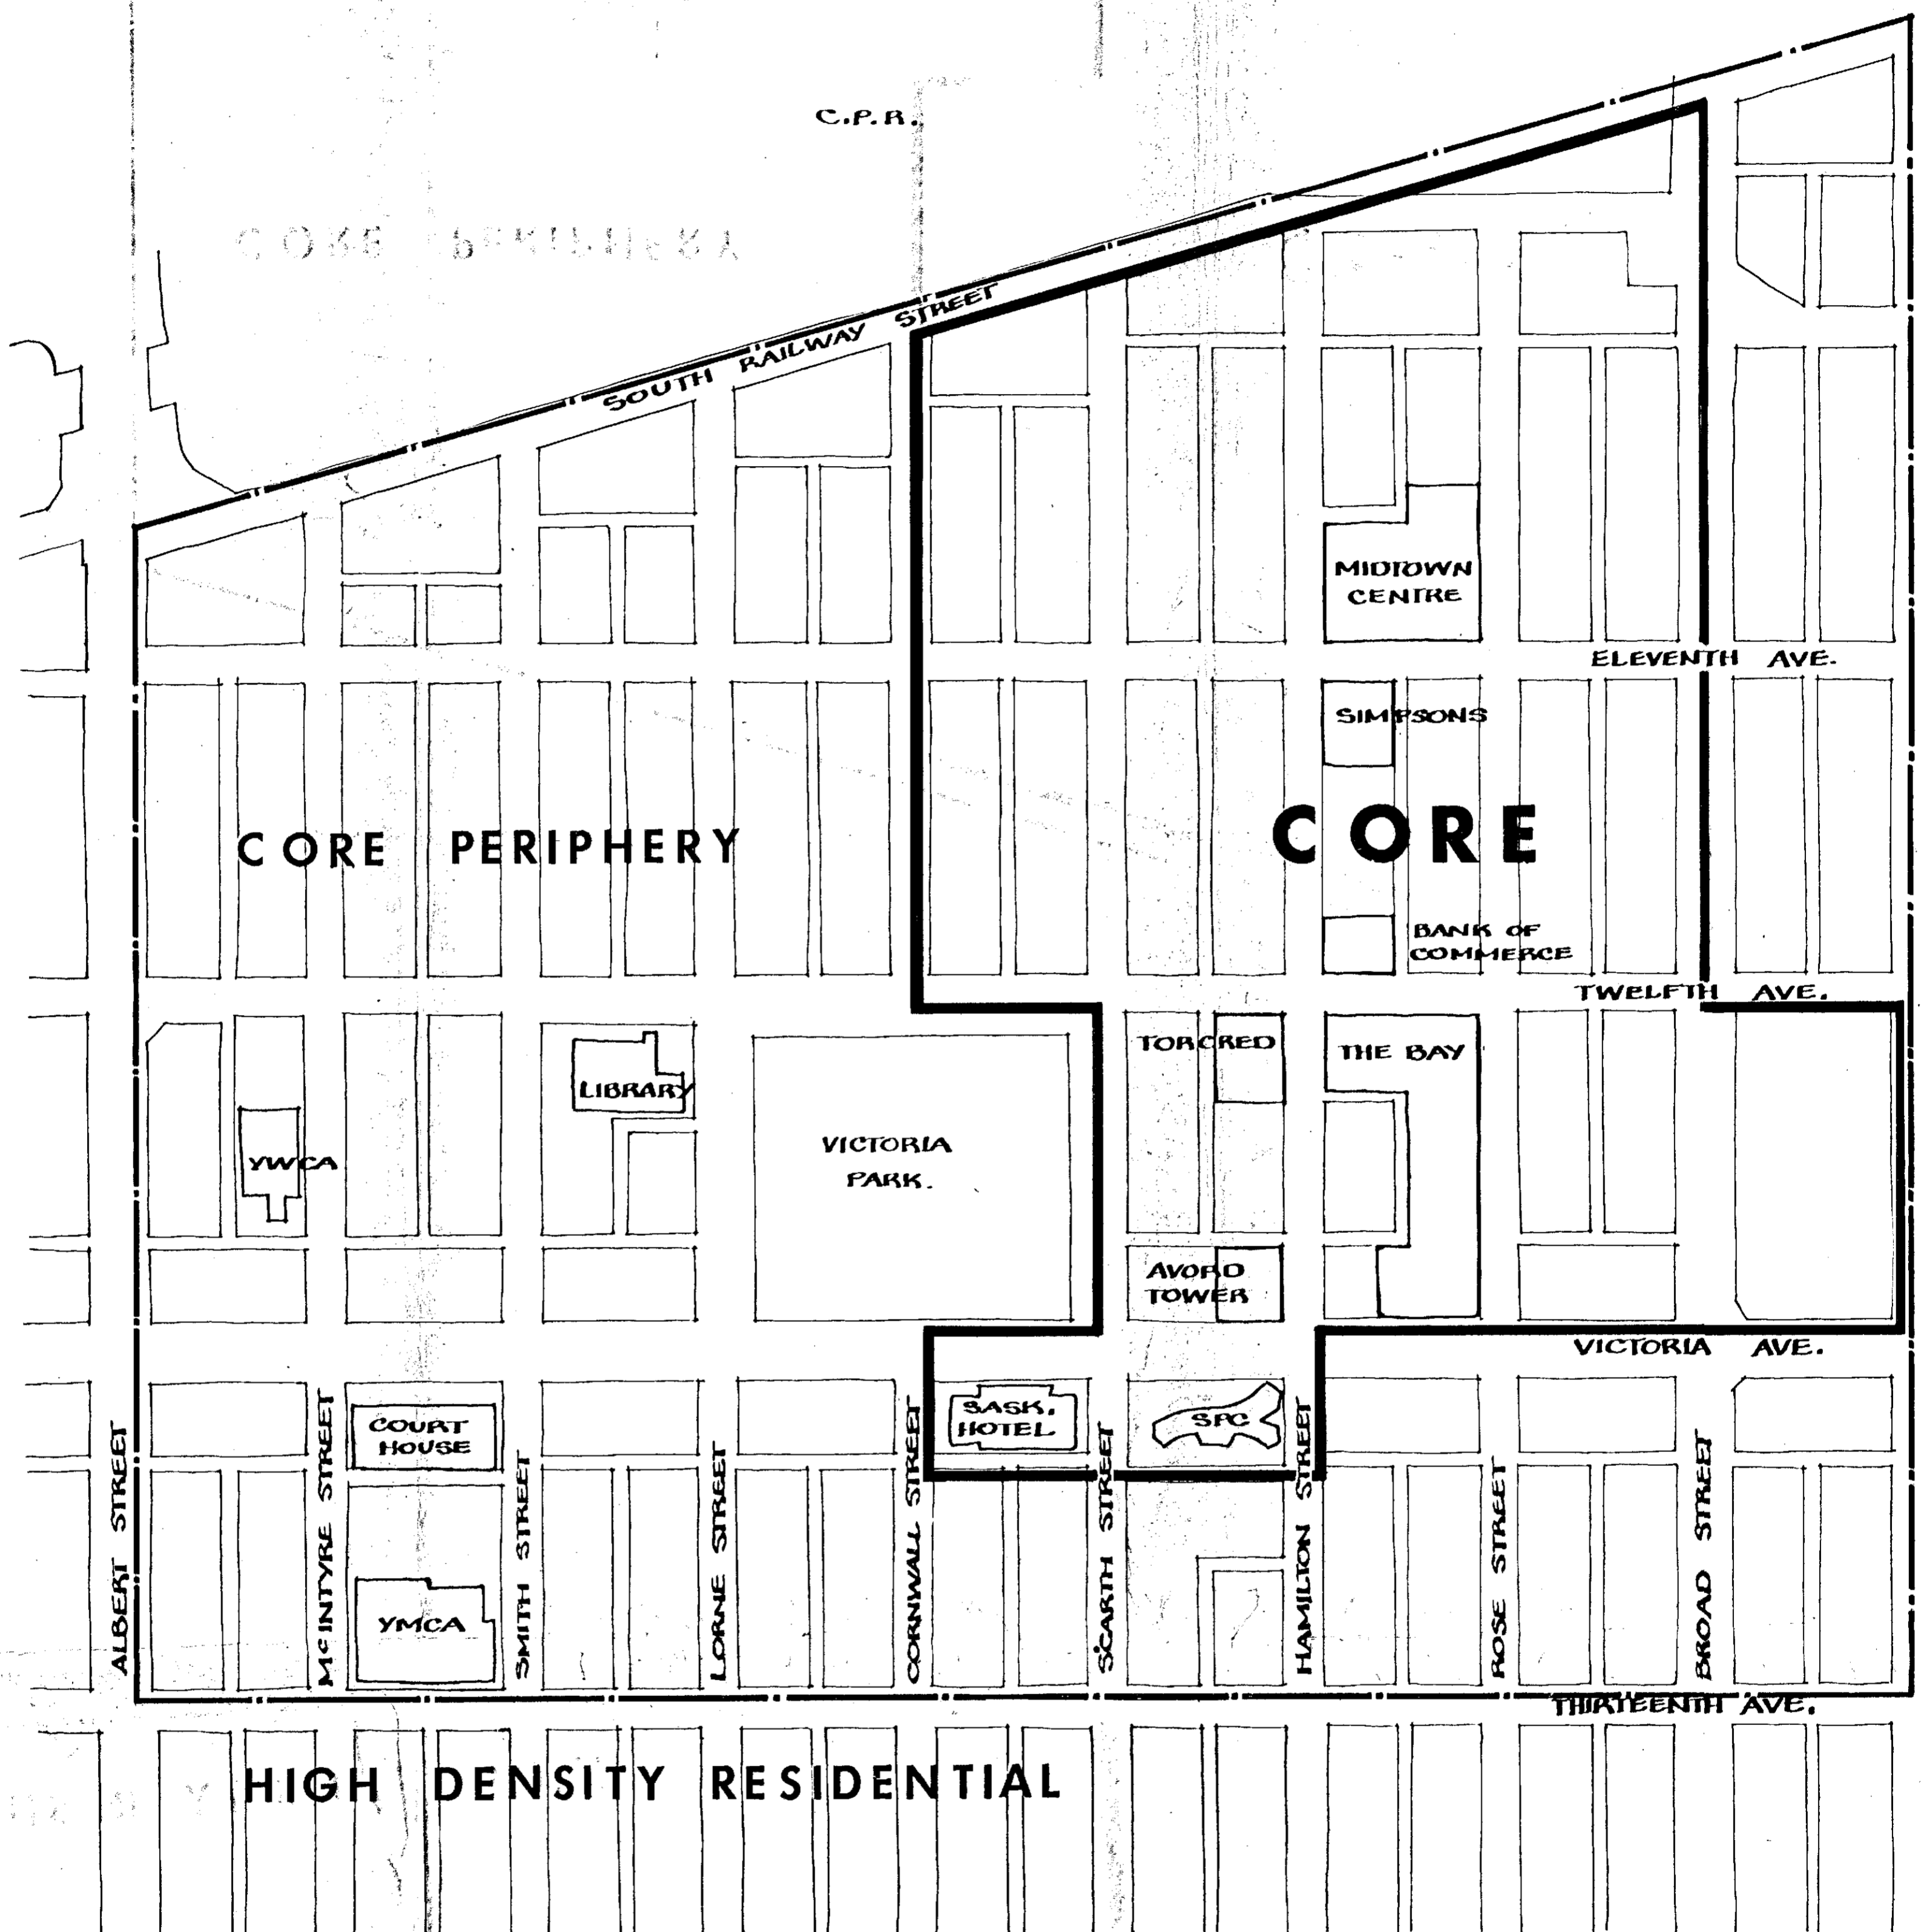 C.P.R.
CORE PERIPHERY
SOUTH RAILWAY STREET
MIDTOWN
CENTRE
ELEVENTH AVE.
SIMPSONS
CORE PERIPHERY
CORE
BANK OF
COMMERCE
TWELFTH AVE.
TORCRED
THE BAY
LIBRARY
YWCA
VICTORIA
PARK.
AVORD
TOWER
VICTORIA AVE.
COURT
HOUSE
SASK.
HOTEL
SPC
YMCA
ALBERT STREET
McINTYRE STREET
SMITH STREET
LORNE STREET
CORNWALL STREET
SCARTH STREET
HAMILTON STREET
ROSE STREET
BROAD STREET
THIRTEENTH AVE.
HIGH DENSITY RESIDENTIAL